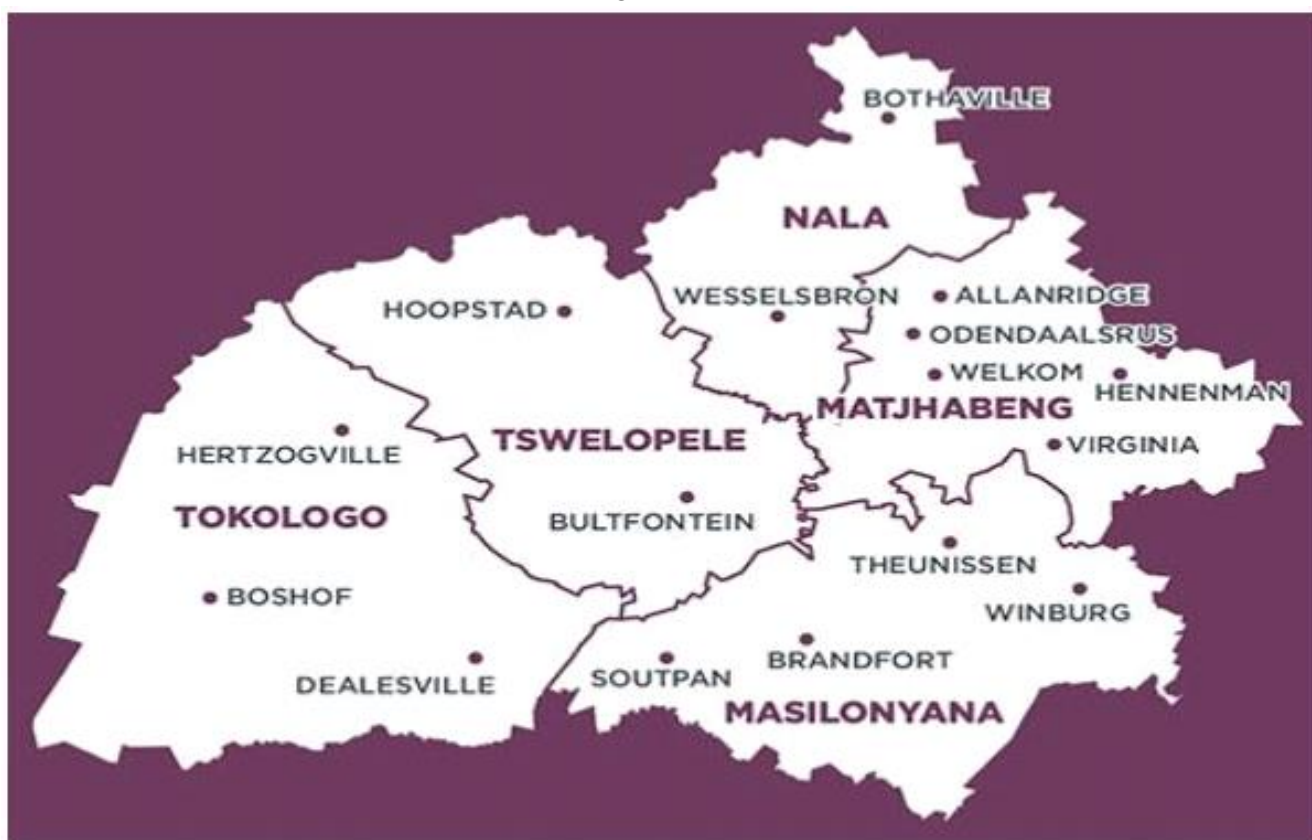 BOTHAVILLE
NALA
WESSELSBRON
ALLANRIDGE
HOOPSTAD
ODENDAALSRUS
WELKOM
HENNENMAN
MATJHABENG
TSWELOPELE
VIRGINIA
HERTZOGVILLE
TOKOLOGO
BULTFONTEIN
THEUNISSEN
BOSHOF
WINBURG
BRANDFORT
SOUTPAN
DEALESVILLE
MASILONYANA